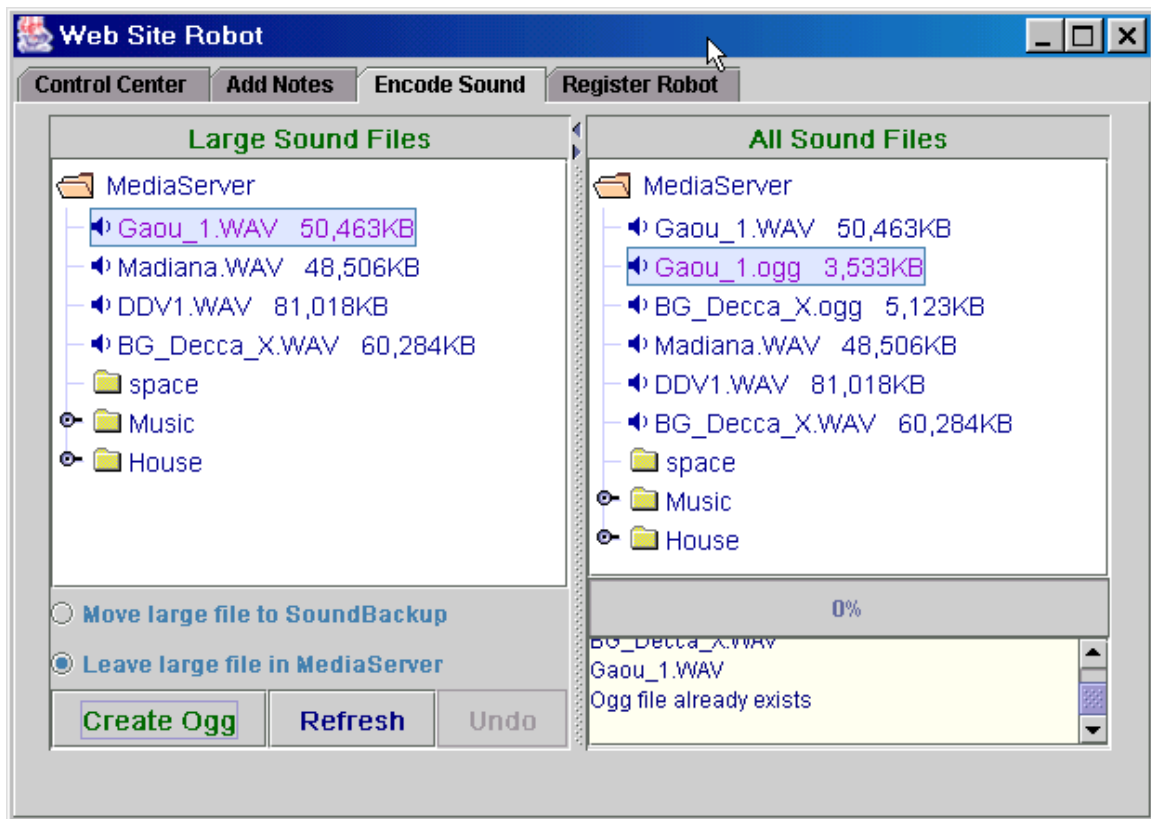 Web Site Robot
Control Center Add Notes Encode Sound Register Robot
Large Sound Files
MediaServer
Gaou_1.WAV 50,463KB
Madiana.WAV 48,506KB
DDV1.WAV 81,018KB
BG_Decca_X.WAV 60,284KB
space
Music
House
Move large file to SoundBackup
Leave large file in MediaServer
Create Ogg Refresh Undo
All Sound Files
MediaServer
Gaou_1.WAV 50,463KB
Gaou_1.ogg 3,533KB
BG_Decca_X.ogg 5,123KB
Madiana.WAV 48,506KB
DDV1.WAV 81,018KB
BG_Decca_X.WAV 60,284KB
space
Music
House
0%
BG_Decca_X.WAV
Gaou_1.WAV
Ogg file already exists